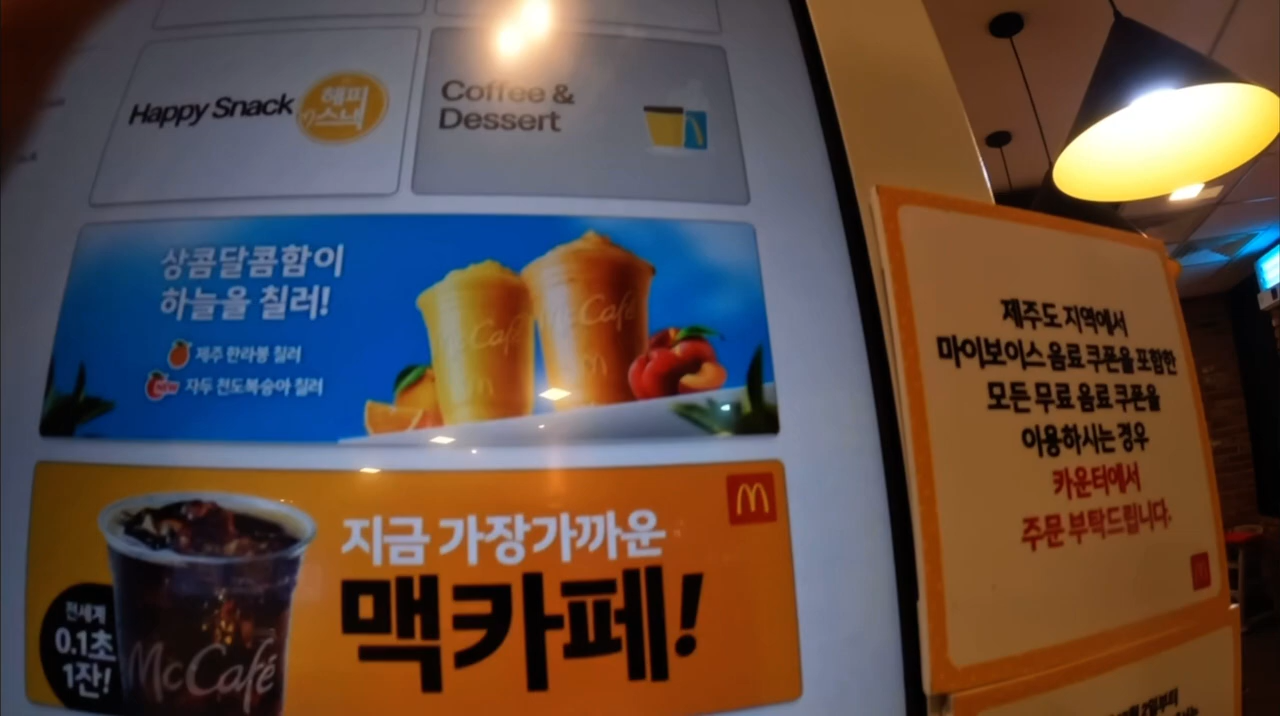 Happy Snack
해피
스낵
Coffee &
Dessert
상콤달콤함이
하늘을 칠러!
제주 한라봉 칠러
NEW 자두 천도복숭아 칠러
McCafé
McCafé
지금 가장가까운
맥카페!
전세계
0.1초
1잔!
McCafé
제주도 지역에서
마이보이스 음료 쿠폰을 포함한
모든 무료 음료 쿠폰을
이용하시는 경우
카운터에서
주문 부탁드립니다.